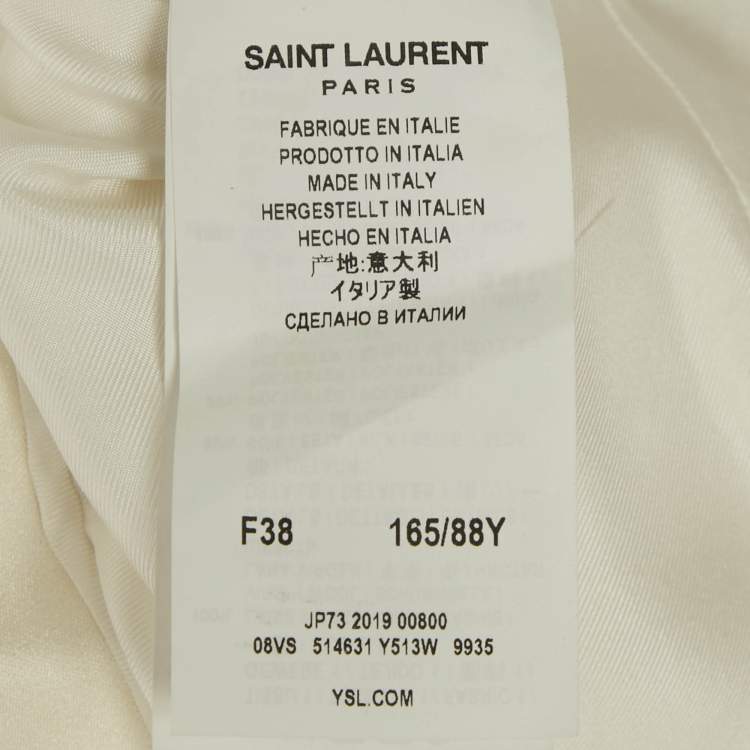 SAINT LAURENT
PARIS
FABRIQUE EN ITALIE
PRODOTTO IN ITALIA
MADE IN ITALY
HERGESTELLT IN ITALIEN
HECHO EN ITALIA
产地:意大利
イタリア製
СДЕЛАНО В ИТАЛИИ
F38 165/88Y
JP73 2019 00800
08VS 514631 Y513W 9935
YSL.COM